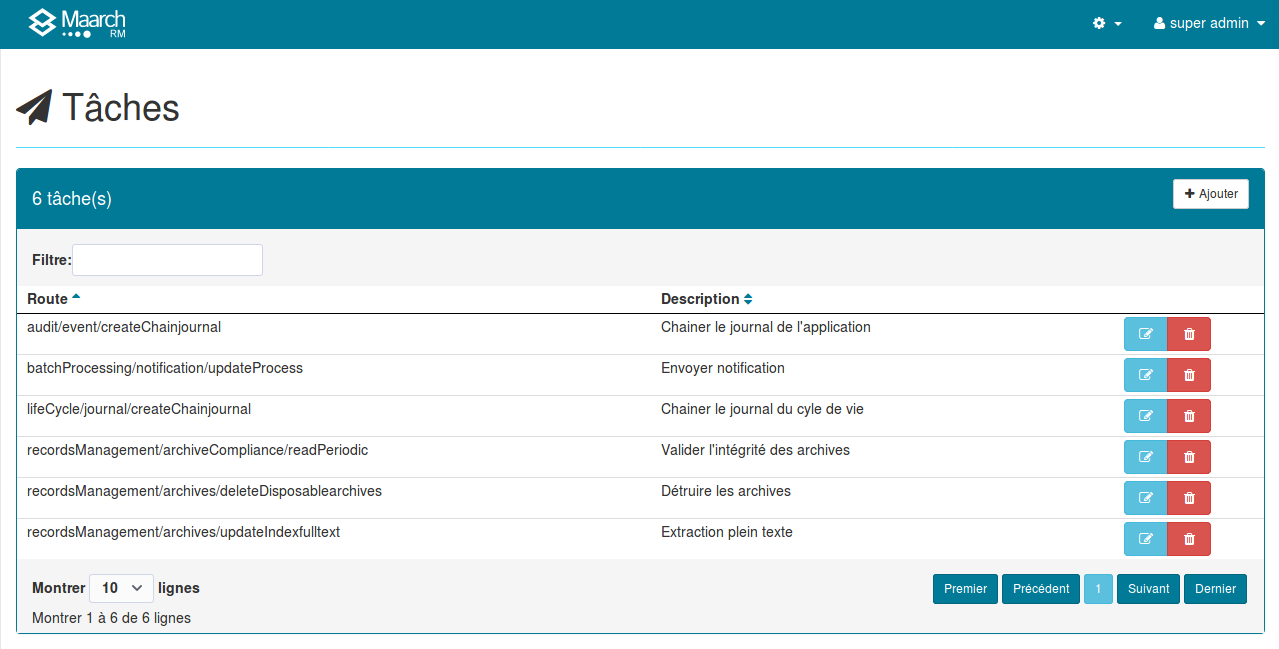 Maarch
RM
super admin
Tâches
6 tâche(s)
Ajouter
Filtre:
Route Description
audit/event/createChainjournal Chainer le journal de l'application
batchProcessing/notification/updateProcess Envoyer notification
lifeCycle/journal/createChainjournal Chainer le journal du cyle de vie
recordsManagement/archiveCompliance/readPeriodic Valider l'intégrité des archives
recordsManagement/archives/deleteDisposablearchives Détruire les archives
recordsManagement/archives/updateIndexfulltext Extraction plein texte
Montrer 10 lignes Premier Précédent 1 Suivant Dernier
Montrer 1 à 6 de 6 lignes